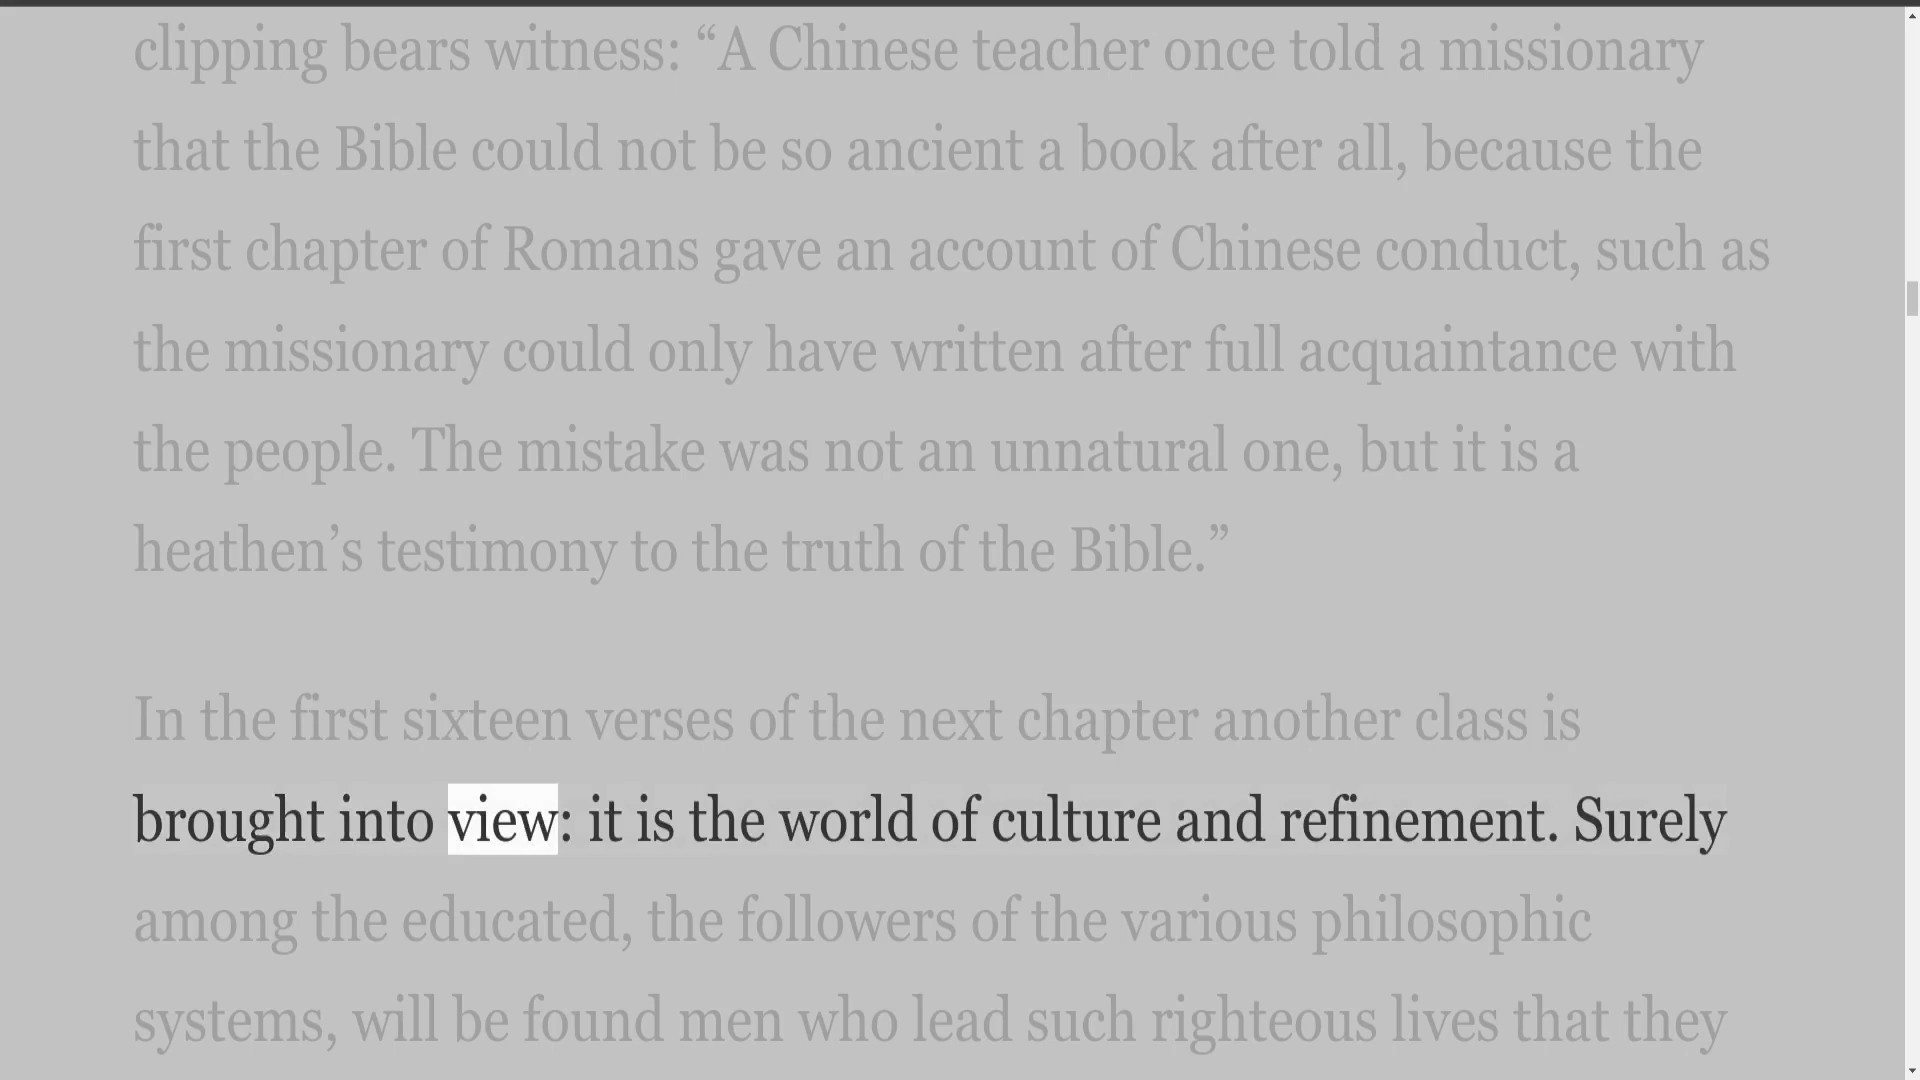 clipping bears witness: “A Chinese teacher once told a missionary
that the Bible could not be so ancient a book after all, because the
first chapter of Romans gave an account of Chinese conduct, such as
the missionary could only have written after full acquaintance with
the people. The mistake was not an unnatural one, but it is a
heathen’s testimony to the truth of the Bible.”
In the first sixteen verses of the next chapter another class is
brought into view: it is the world of culture and refinement. Surely
among the educated, the followers of the various philosophic
systems, will be found men who lead such righteous lives that they